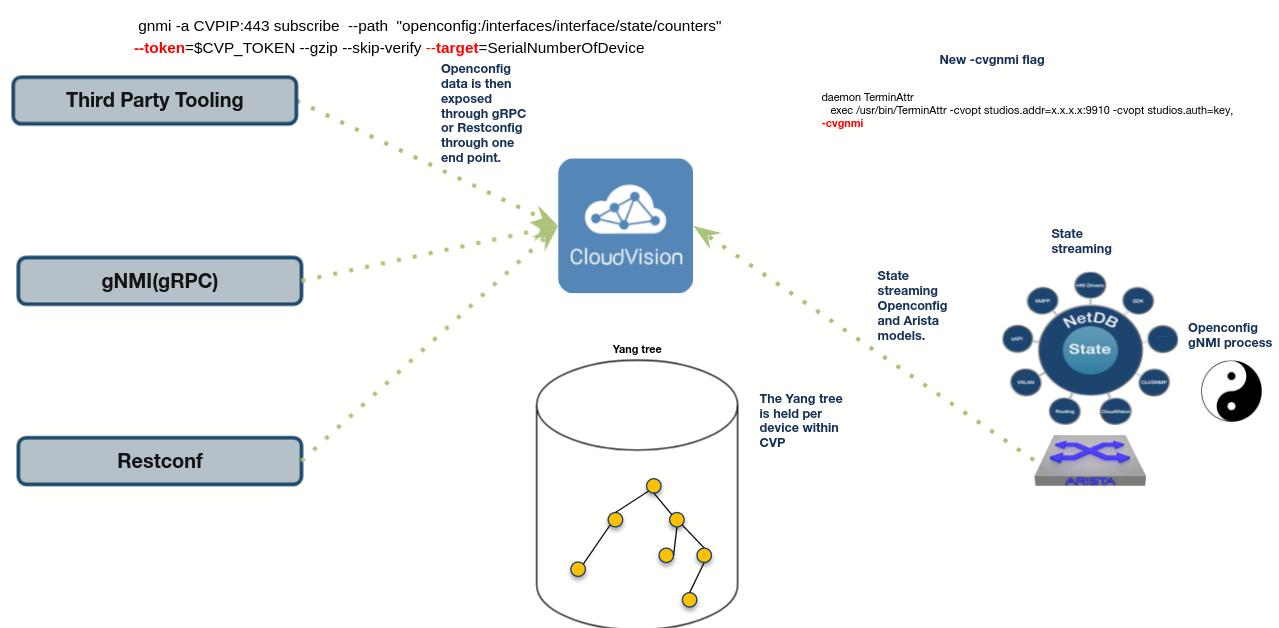 gnmi -a CVPIP:443 subscribe --path "openconfig:/interfaces/interface/state/counters"
--token=$CVP_TOKEN --gzip --skip-verify --target=SerialNumberOfDevice
New -cvgnmi flag
daemon TerminAttr
exec /usr/bin/TerminAttr -cvopt studios.addr=x.x.x.x:9910 -cvopt studios.auth=key,
-cvgnmi
Third Party Tooling
Openconfig
data is then
exposed
through gRPC
or Restconfig
through one
end point.
CloudVision
gNMI(gRPC)
Restconf
State
streaming
Openconfig
and Arista
models.
State
streaming
HW Drivers
XMPP
SDK
NetDB
eAPI
State
VXLAN
CLI/SNMP
Routing
CloudVision
ARISTA
Openconfig
gNMI process
Yang tree
The Yang tree
is held per
device within
CVP